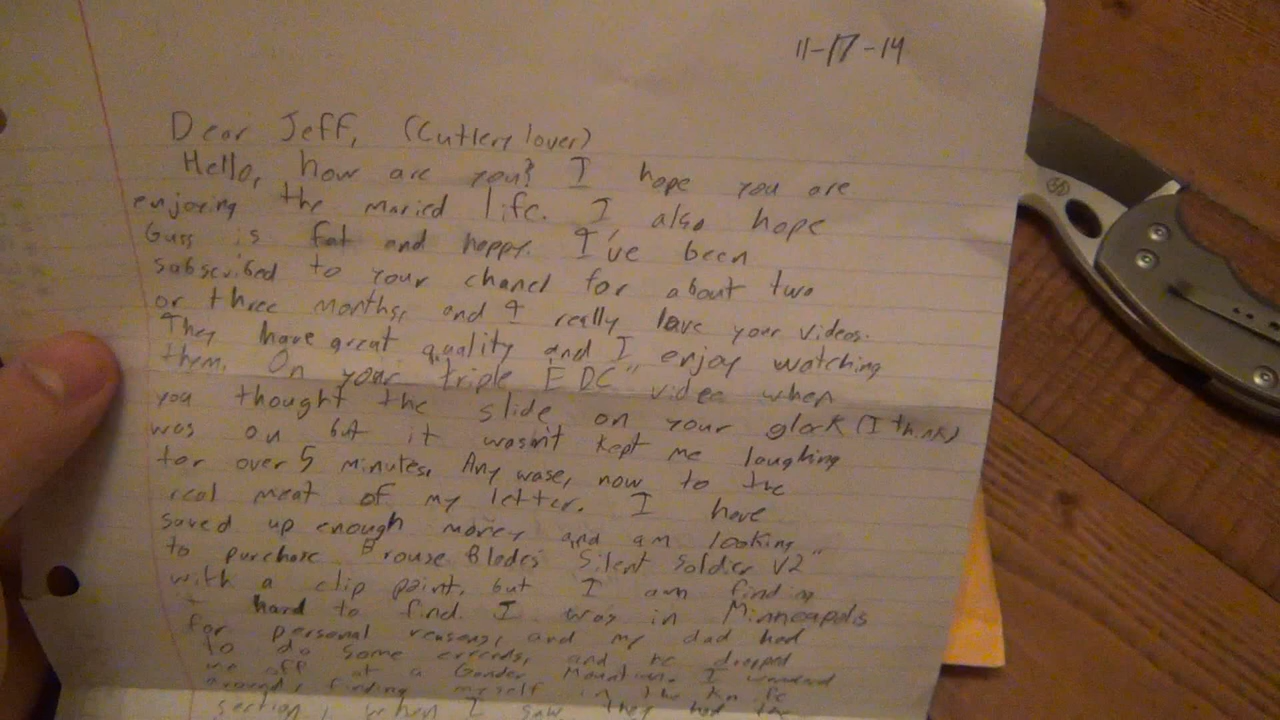 11-17-14
Dear Jeff, (Cutlery lover)
Hello, how are you? I hope you are
enjoying the maried life. I also hope
Guss is fat and happy. I've been
subscribed to your chanel for about two
or three months, and I really love your videos.
They have great quality and I enjoy watching
them. On your "triple EDC" video when
you thought the slide on your glock (I think)
was on but it wasn't kept me laughing
for over 5 minutes. Any wase, now to the
real meat of my letter. I have
saved up enough money and am looking
to purchase "Brouse Blades Silent Soldier V2"
with a clip point, but I am finding
it hard to find. I was in Minneapolis
for personal reasons, and my dad had
to do some ererds, and he dropped
me off at a Gander Mountian. I wandered
around, finding myself in the knife
section, when I saw they had the